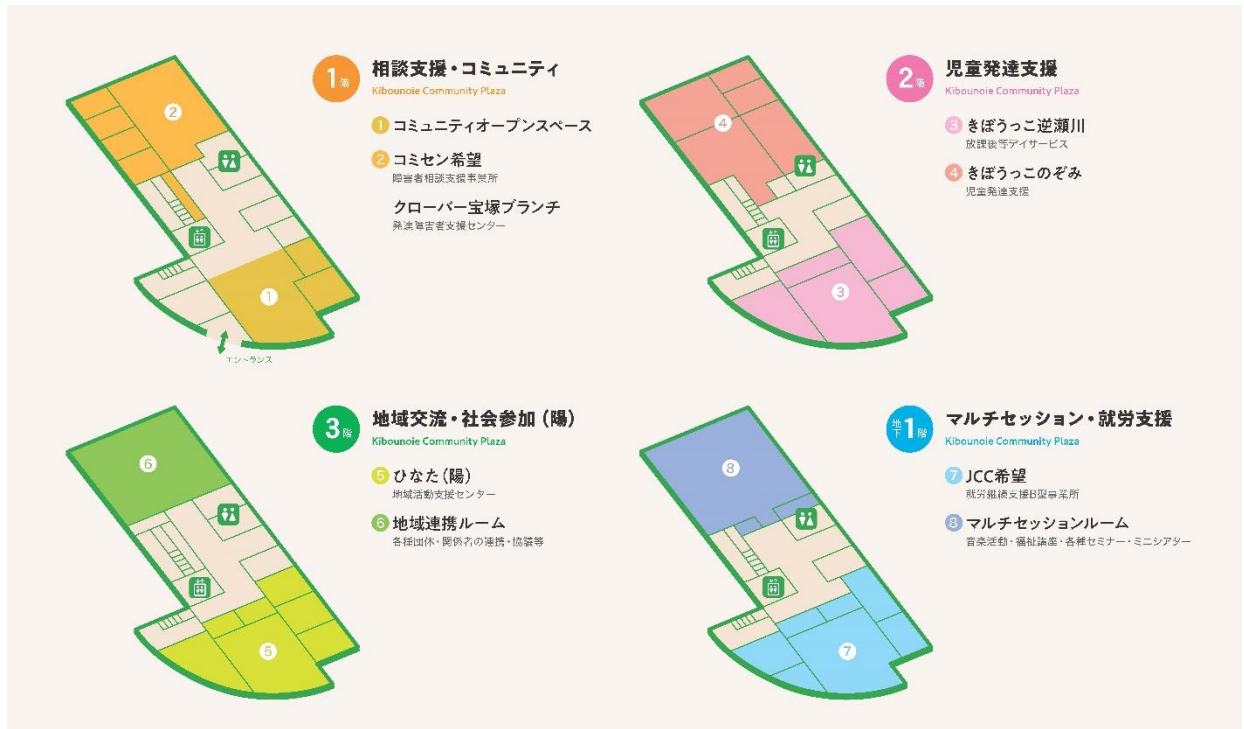 1階 相談支援・コミュニティ
Kibounoie Community Plaza
1 コミュニティオープンスペース
2 コミセン希望
障害者相談支援事業所
クローバー宝塚ブランチ
発達障害者支援センター
2
1
エントランス
2階 児童発達支援
Kibounoie Community Plaza
3 きぼうっこ逆瀬川
放課後等デイサービス
4 きぼうっこのぞみ
児童発達支援
4
3
3階 地域交流・社会参加（陽）
Kibounoie Community Plaza
5 ひなた（陽）
地域活動支援センター
6 地域連携ルーム
各種団体・関係者の連携・協議等
6
5
地下1階 マルチセッション・就労支援
Kibounoie Community Plaza
7 JCC希望
就労継続支援B型事業所
8 マルチセッションルーム
音楽活動・福祉講座・各種セミナー・ミニシアター
8
7